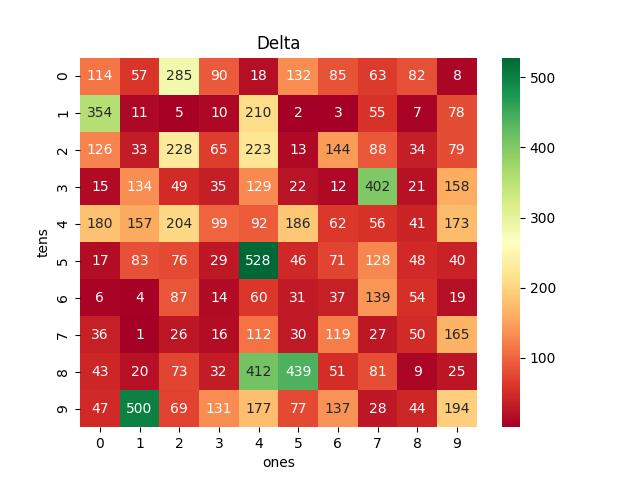 Delta
0 114 57 285 90 18 132 85 63 82 8
1 354 11 5 10 210 2 3 55 7 78
2 126 33 228 65 223 13 144 88 34 79
3 15 134 49 35 129 22 12 402 21 158
4 180 157 204 99 92 186 62 56 41 173
5 17 83 76 29 528 46 71 128 48 40
6 6 4 87 14 60 31 37 139 54 19
7 36 1 26 16 112 30 119 27 50 165
8 43 20 73 32 412 439 51 81 9 25
9 47 500 69 131 177 77 137 28 44 194
0 1 2 3 4 5 6 7 8 9
ones
tens
500
400
300
200
100